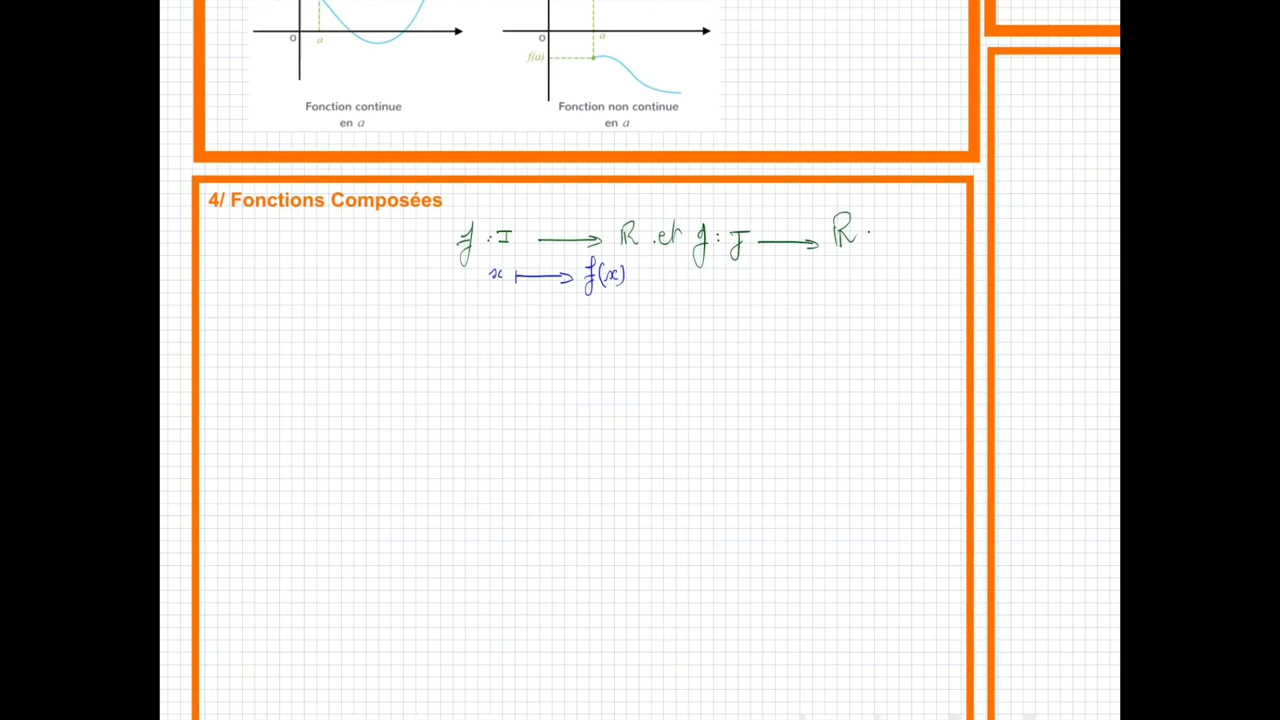 O a
O a
f(a)
Fonction continue
en a
Fonction non continue
en a
4/ Fonctions Composées
f : I → ℝ et g : J → ℝ.
x ↦ f(x)